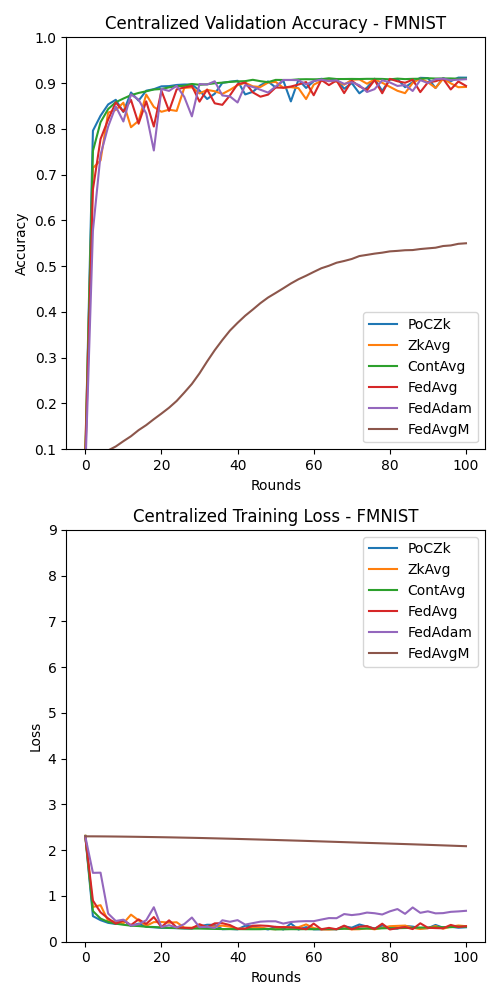 Centralized Validation Accuracy - FMNIST
1.0
0.9
0.8
0.7
0.6
0.5
0.4
0.3
0.2
0.1
Accuracy
0 20 40 60 80 100
Rounds
PoCZk
ZkAvg
ContAvg
FedAvg
FedAdam
FedAvgM
Centralized Training Loss - FMNIST
9
8
7
6
5
4
3
2
1
0
Loss
0 20 40 60 80 100
Rounds
PoCZk
ZkAvg
ContAvg
FedAvg
FedAdam
FedAvgM